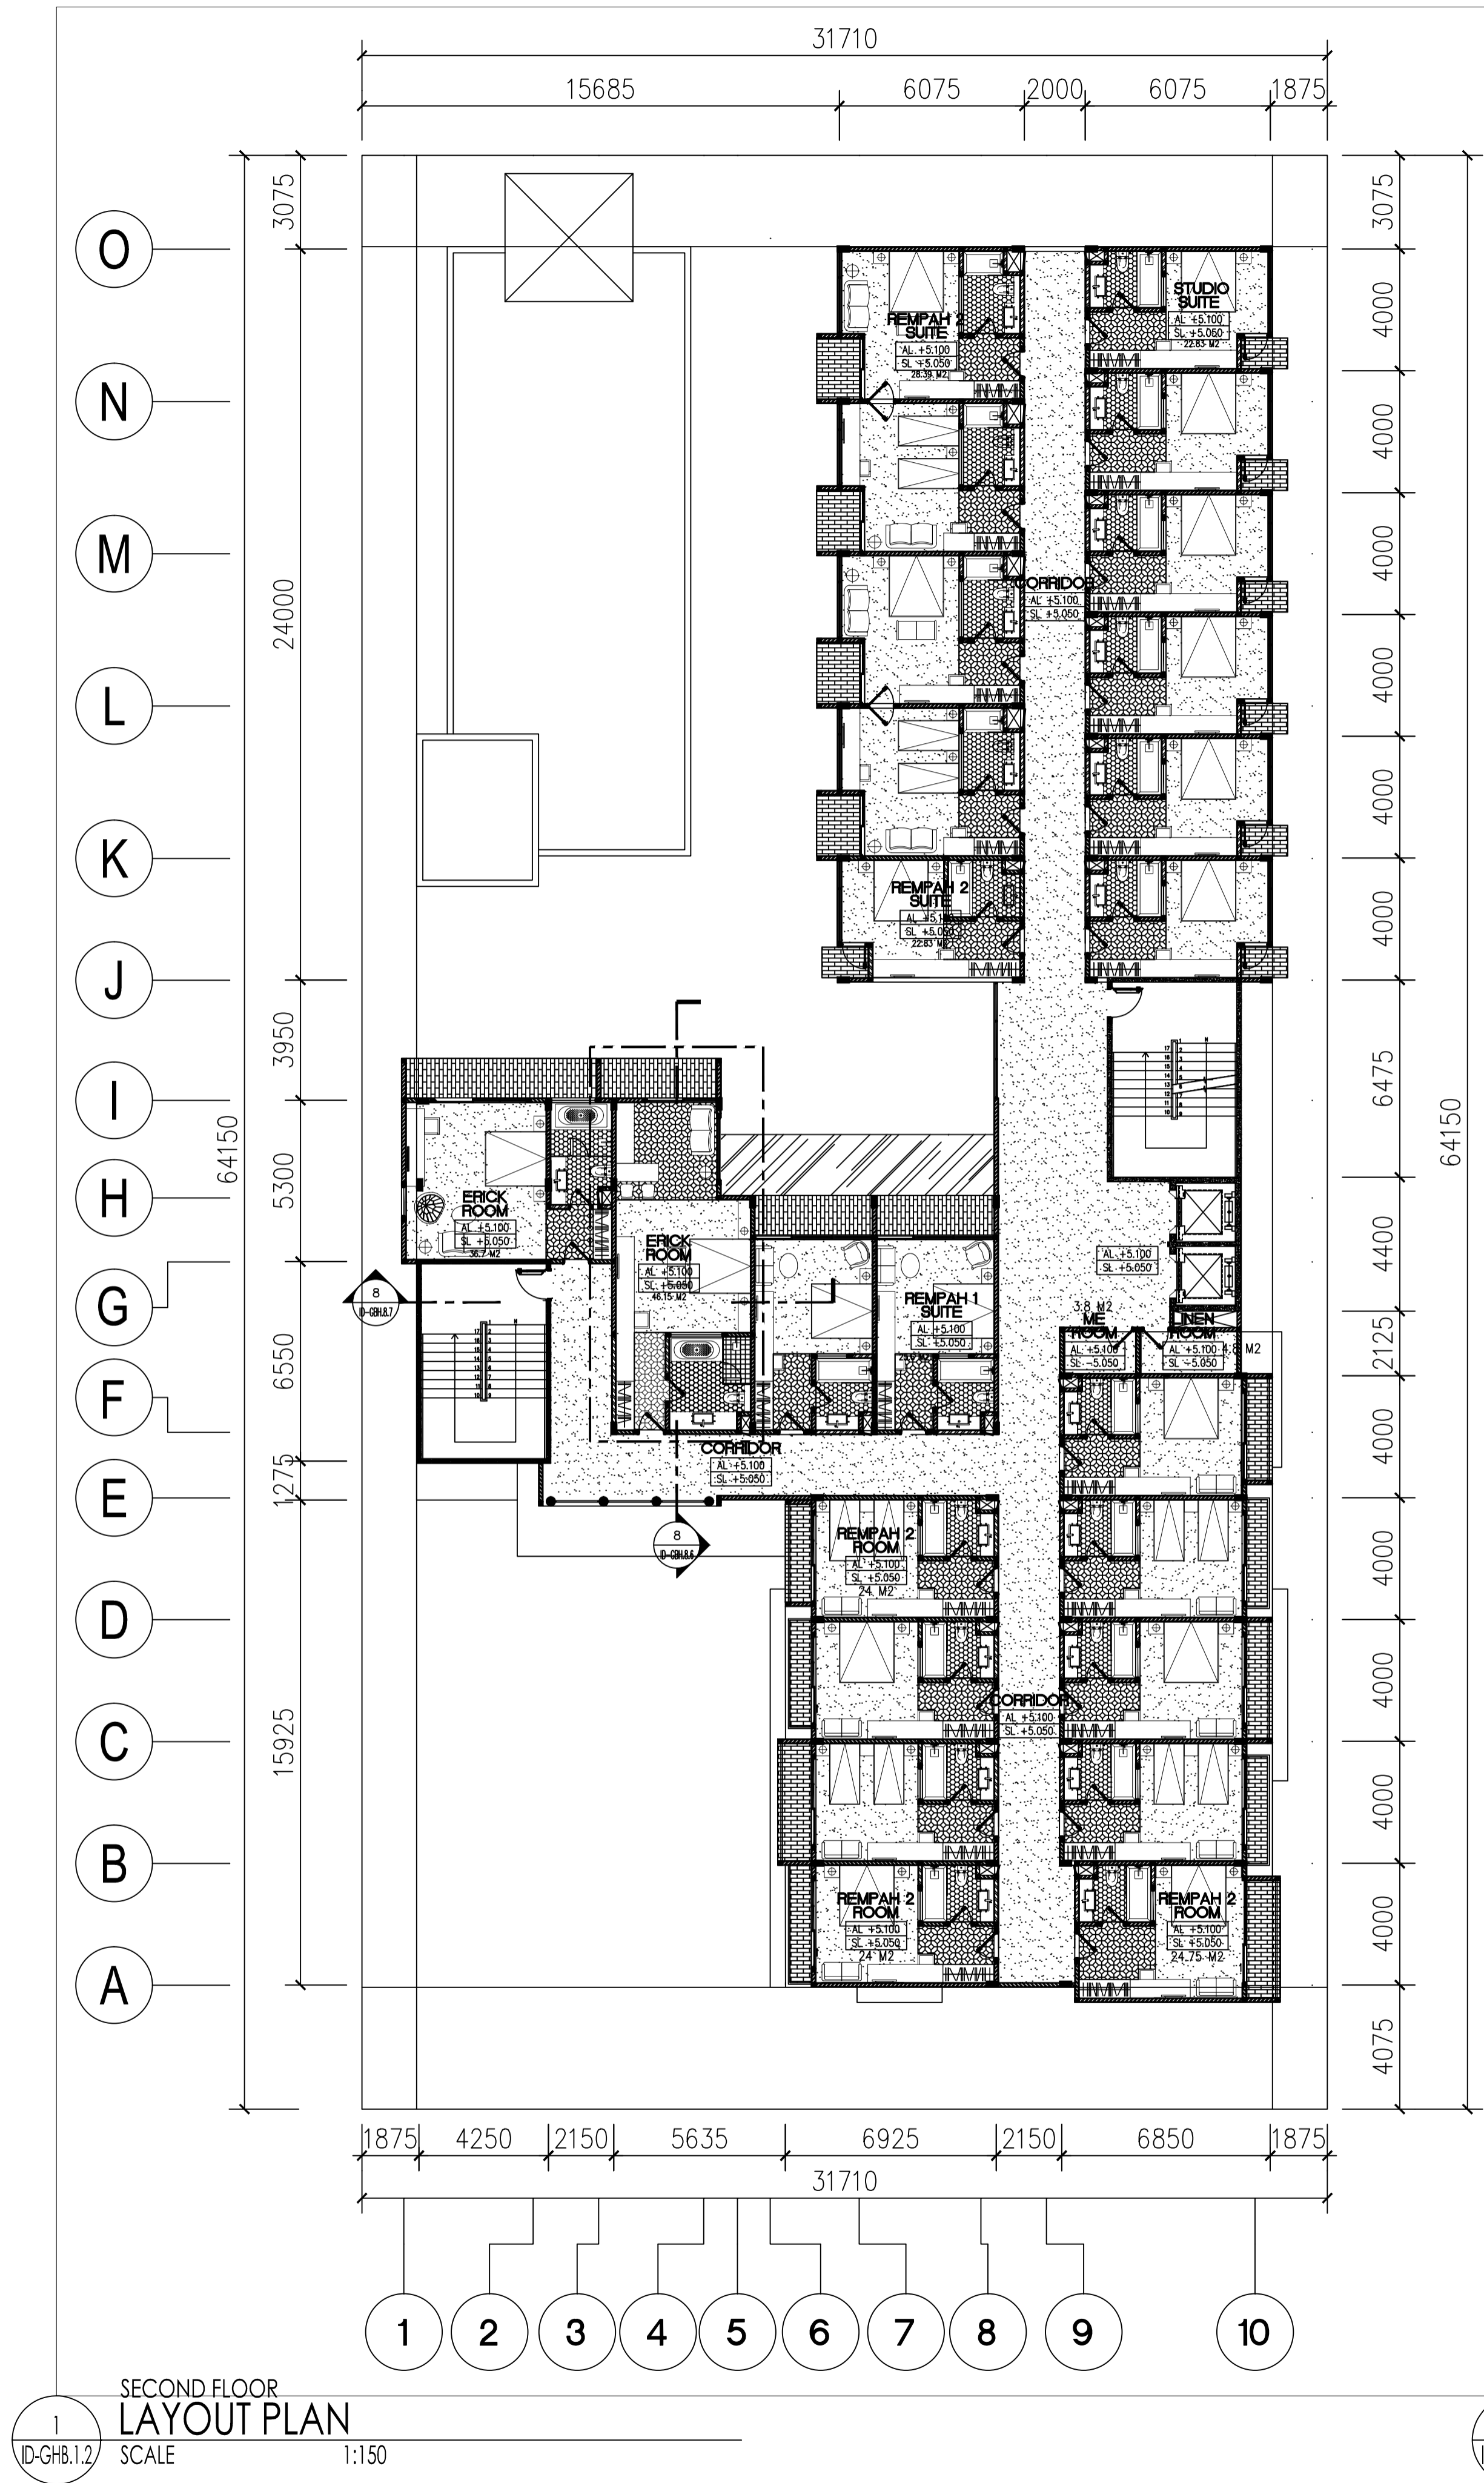 31710
15685 6075 2000 6075 1875
3075
24000
3950
5300
6550
1275
15925
64150
O
N
M
L
K
J
I
H
G
F
E
D
C
B
A
3075
4000
4000
4000
4000
4000
4000
6475
4400
2125
4000
4000
4000
4000
4000
4075
64150
REMPAH 2
SUITE
AL +5.100
SL +5.050
28.39 M2
STUDIO
SUITE
AL +5.100
SL +5.050
22.83 M2
CORRIDOR
AL +5.100
SL +5.050
REMPAH 2
SUITE
SL +5.050
22.83 M2
ERICK
ROOM
AL +5.100
SL +5.050
36.7 M2
ERICK
ROOM
AL +5.100
SL +5.050
46.15 M2
REMPAH 1
SUITE
AL +5.100
SL +5.050
AL +5.100
SL +5.050
3.8 M2
ME
ROOM
AL +5.100
SL +5.050
LINEN
ROOM
AL +5.100 4.8 M2
SL +5.050
8
ID-GBH.8.7
CORRIDOR
AL +5.100
SL +5.050
8
ID-GBH.8.6
REMPAH 2
ROOM
AL +5.100
SL +5.050
24 M2
CORRIDOR
AL +5.100
SL +5.050
REMPAH 2
ROOM
AL +5.100
SL +5.050
24 M2
REMPAH 2
ROOM
AL +5.100
SL +5.050
24.75 M2
1875 4250 2150 5635 6925 2150 6850 1875
31710
1 2 3 4 5 6 7 8 9 10
SECOND FLOOR
LAYOUT PLAN
SCALE 1:150
1
ID-GHB.1.2